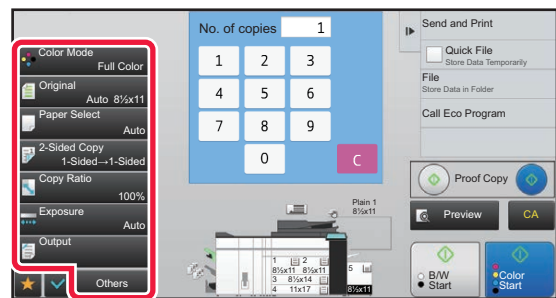 Color Mode
Full Color
Original
Auto 8½x11
Paper Select
Auto
2-Sided Copy
1-Sided→1-Sided
Copy Ratio
100%
Exposure
Auto
Output
Others
No. of copies 1
1 2 3
4 5 6
7 8 9
0 C
Plain 1
8½x11
1 2
8½x11 8½x11
3 8½x14
4 11x17
5
8½x11
Send and Print
Quick File
Store Data Temporarily
File
Store Data in Folder
Call Eco Program
Proof Copy
Preview CA
B/W
Start
Color
Start